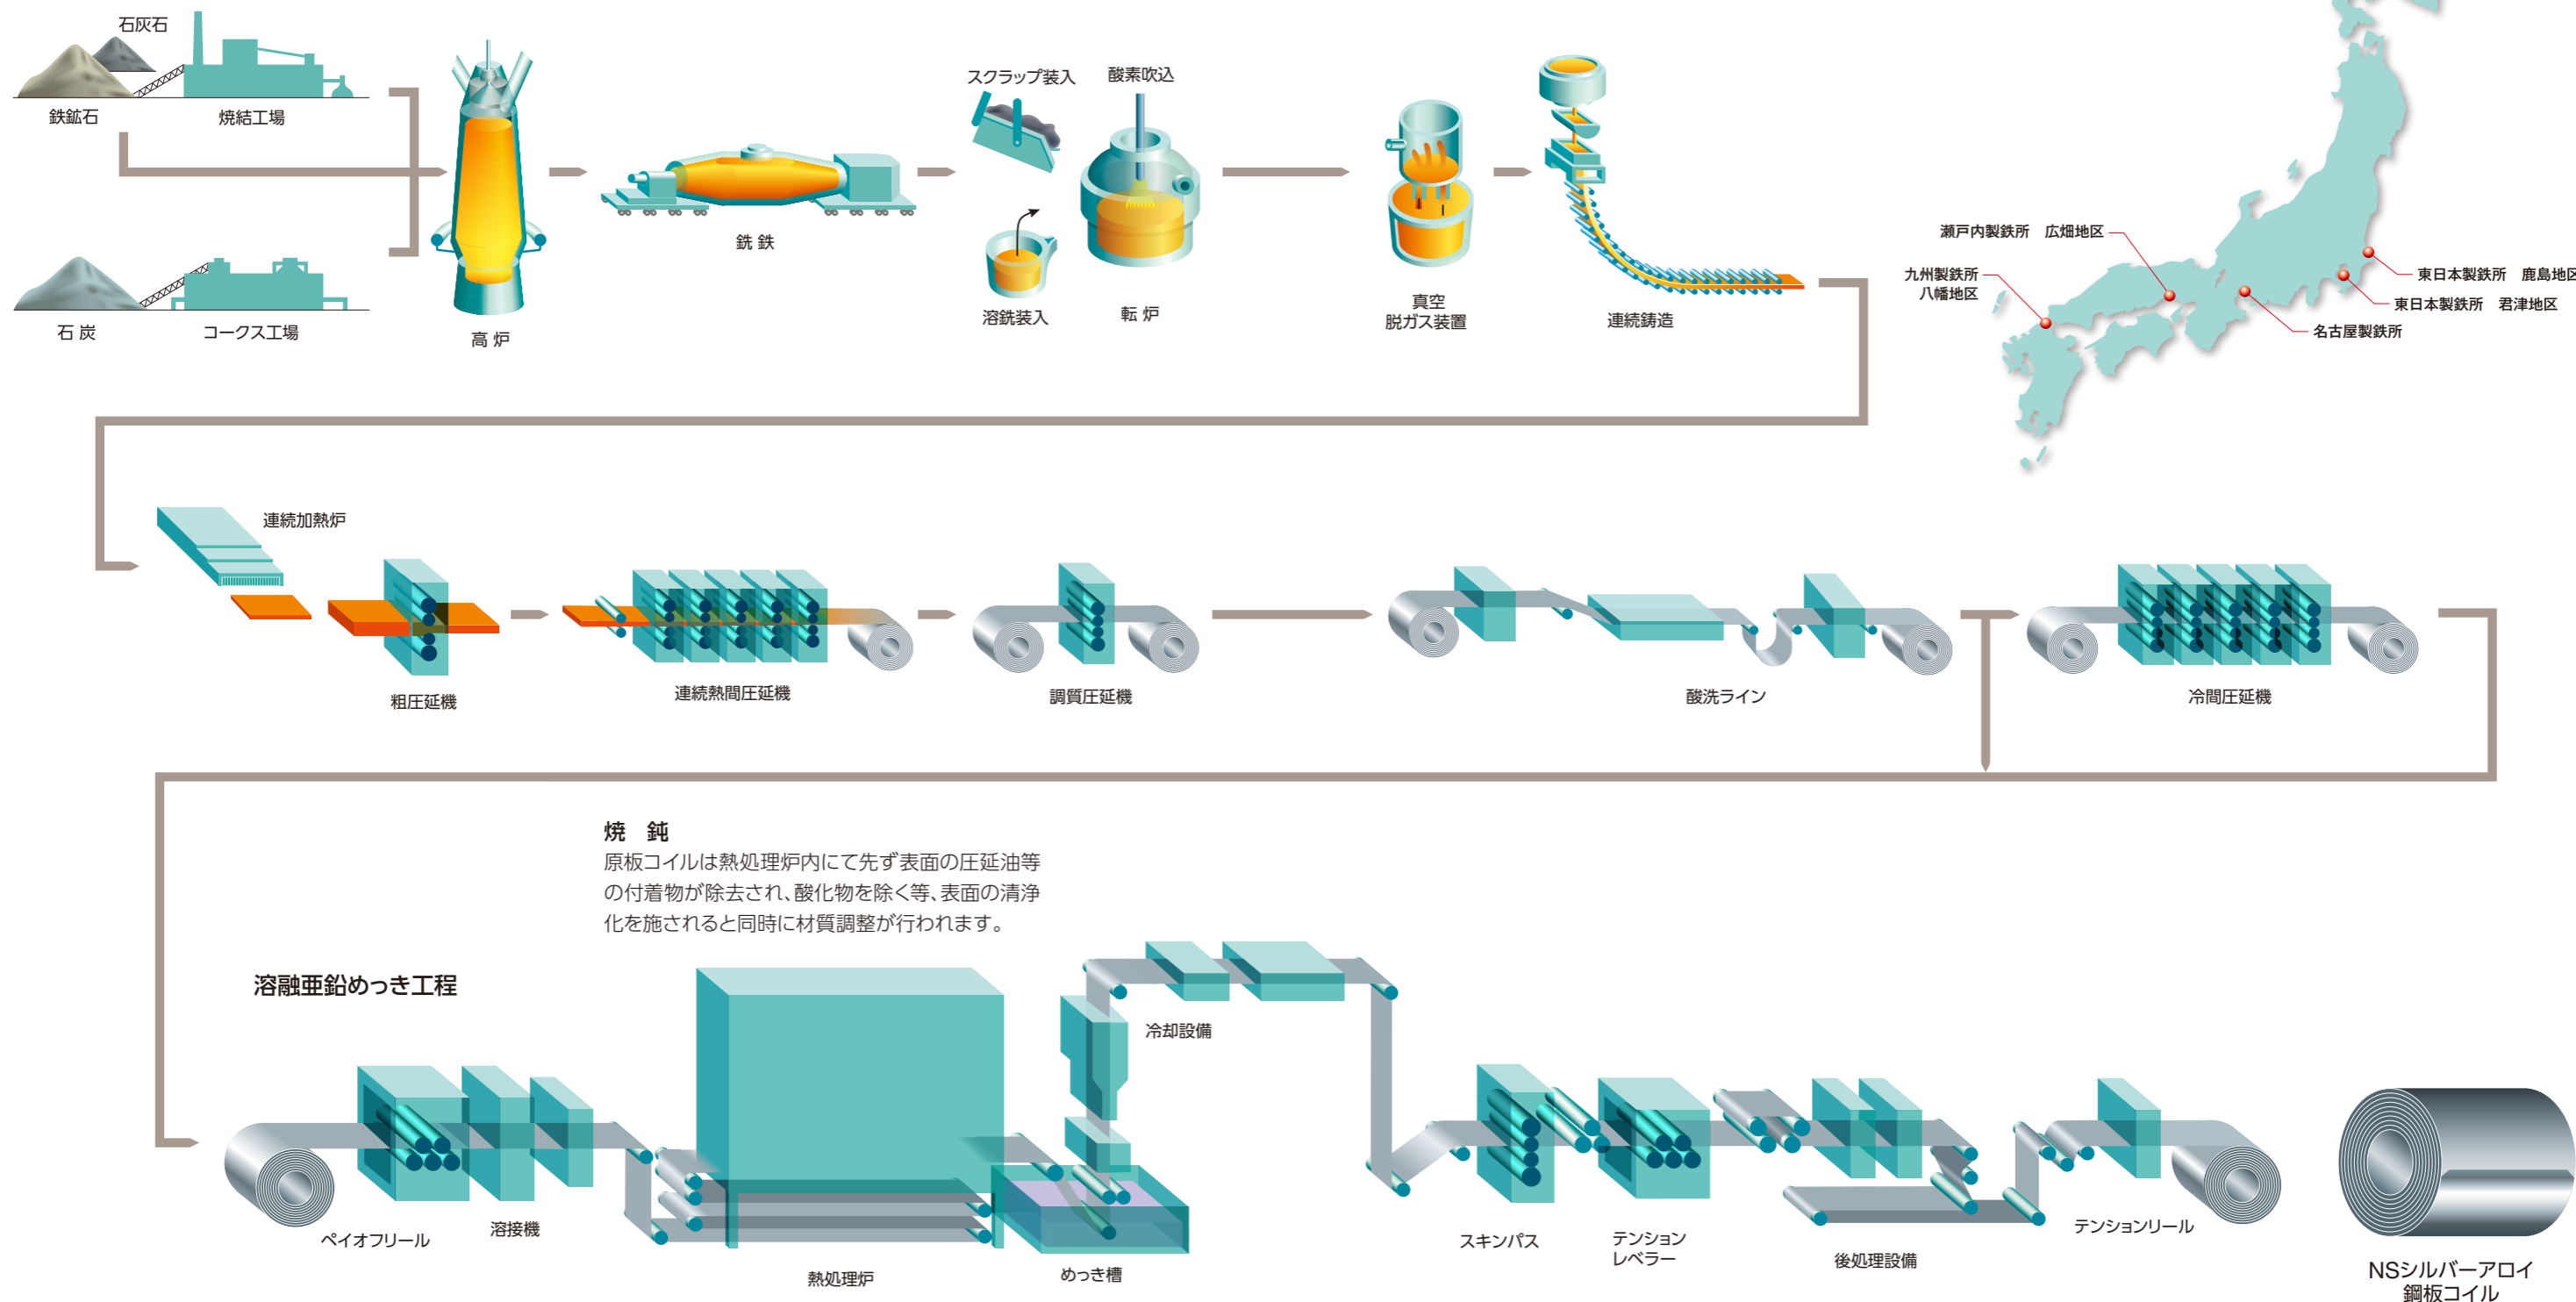 石灰石
鉄鉱石
焼結工場
石 炭
コークス工場
高 炉
銑 鉄
スクラップ装入
酸素吹込
溶銑装入
転 炉
真空
脱ガス装置
連続鋳造
瀬戸内製鉄所　広畑地区
九州製鉄所
八幡地区
東日本製鉄所　鹿島地区
東日本製鉄所　君津地区
名古屋製鉄所
連続加熱炉
粗圧延機
連続熱間圧延機
調質圧延機
酸洗ライン
冷間圧延機
焼　鈍
原板コイルは熱処理炉内にて先ず表面の圧延油等
の付着物が除去され、酸化物を除く等、表面の清浄
化を施されると同時に材質調整が行われます。
溶融亜鉛めっき工程
ペイオフリール
溶接機
熱処理炉
めっき槽
冷却設備
スキンパス
テンション
レベラー
後処理設備
テンションリール
NSシルバーアロイ
鋼板コイル